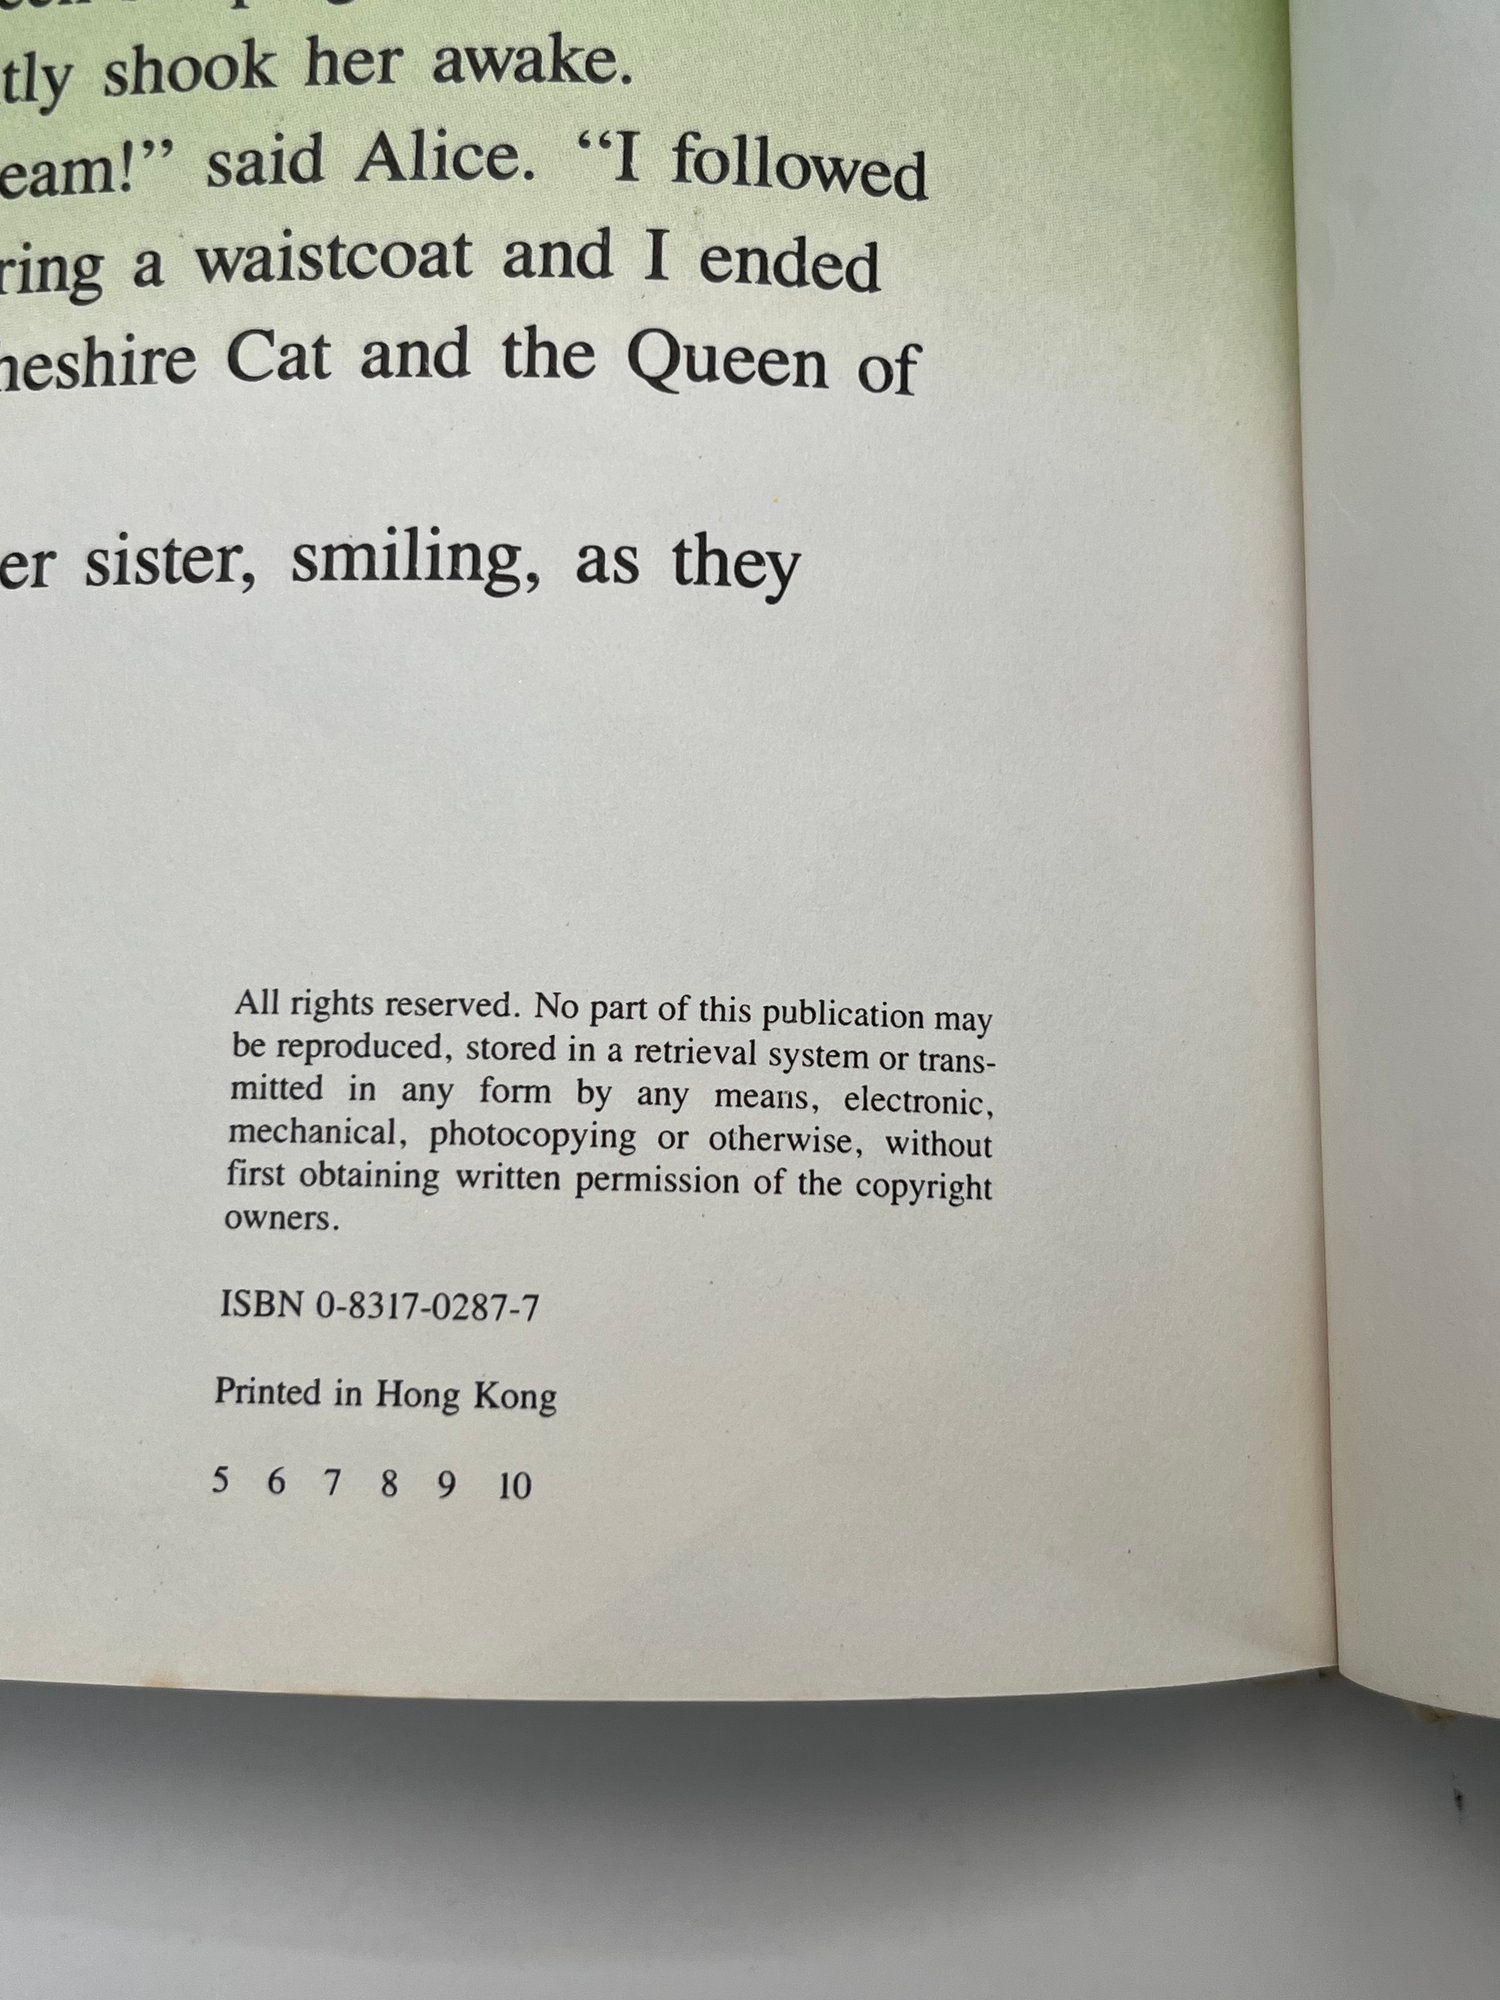 tly shook her awake.
eam!” said Alice. “I followed
ring a waistcoat and I ended
heshire Cat and the Queen of
er sister, smiling, as they
All rights reserved. No part of this publication may
be reproduced, stored in a retrieval system or trans-
mitted in any form by any means, electronic,
mechanical, photocopying or otherwise, without
first obtaining written permission of the copyright
owners.
ISBN 0-8317-0287-7
Printed in Hong Kong
5 6 7 8 9 10